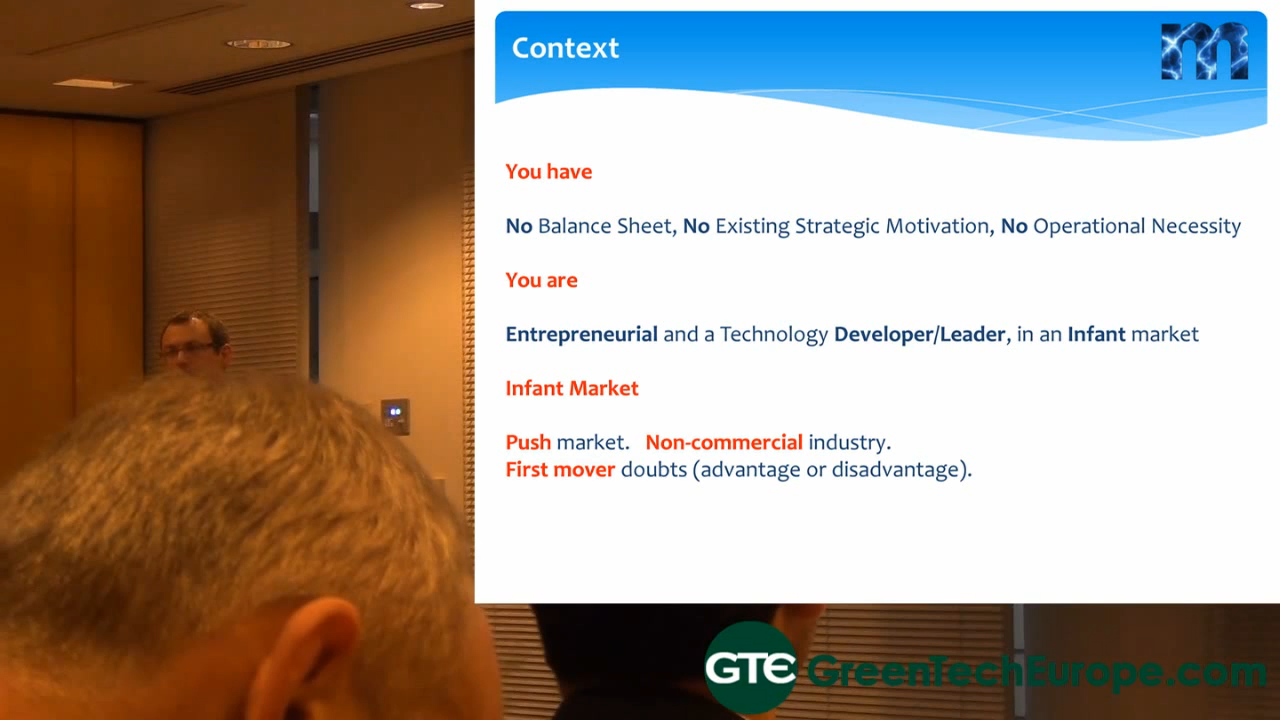 Context
m
You have
No Balance Sheet, No Existing Strategic Motivation, No Operational Necessity
You are
Entrepreneurial and a Technology Developer/Leader, in an Infant market
Infant Market
Push market. Non-commercial industry.
First mover doubts (advantage or disadvantage).
GTE GreenTechEurope.com